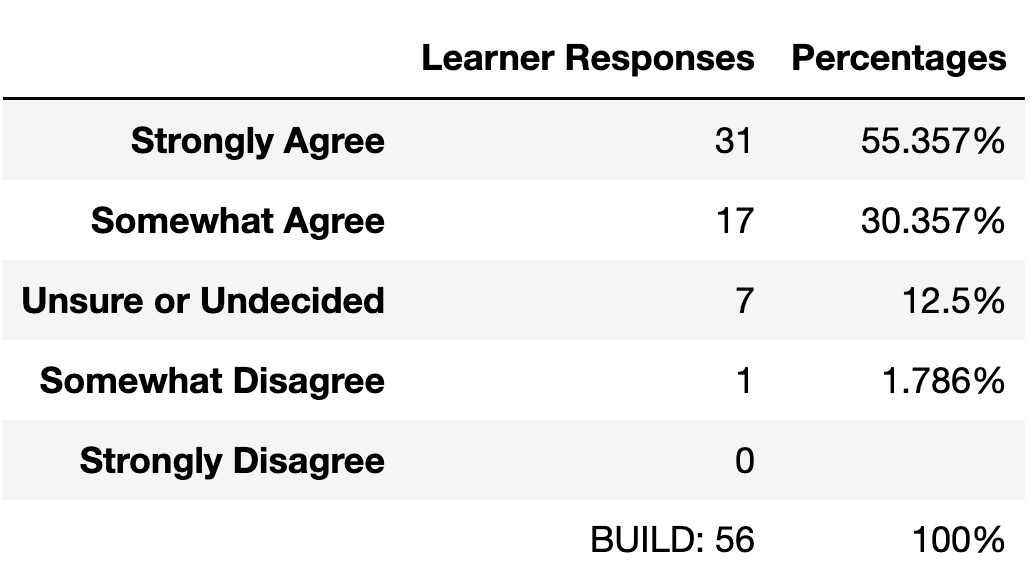 Learner Responses Percentages
Strongly Agree 31 55.357%
Somewhat Agree 17 30.357%
Unsure or Undecided 7 12.5%
Somewhat Disagree 1 1.786%
Strongly Disagree 0
BUILD: 56 100%